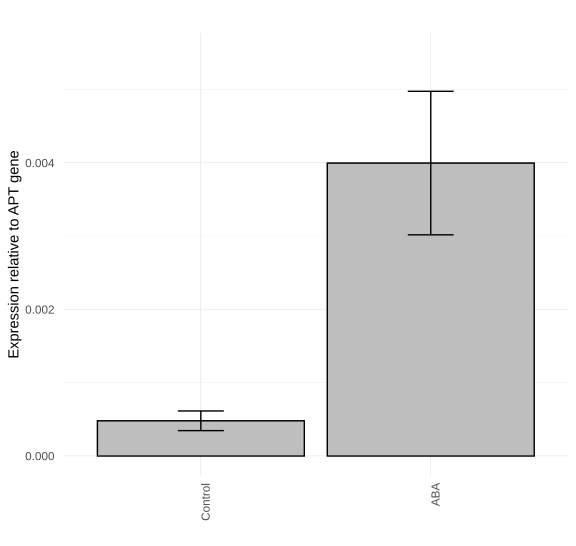 Expression relative to APT gene
0.004
0.002
0.000
Control
ABA